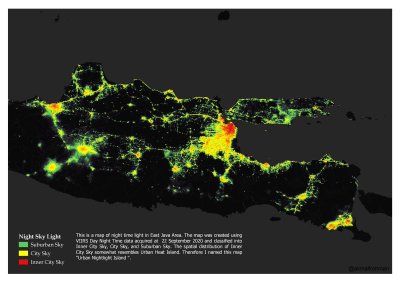 Night Sky Light
Suburban Sky
City Sky
Inner City Sky
This is a map of night time light in East Java Area. The map was created using
VIIRS Day Night Time data acquired at 22 September 2020 and classified into
Inner City Sky, City Sky, and Suburban Sky. The spatial distribution of Inner
City Sky somewhat resembles Urban Heat Island. Therefore I named this map
"Urban Nightlight Island".